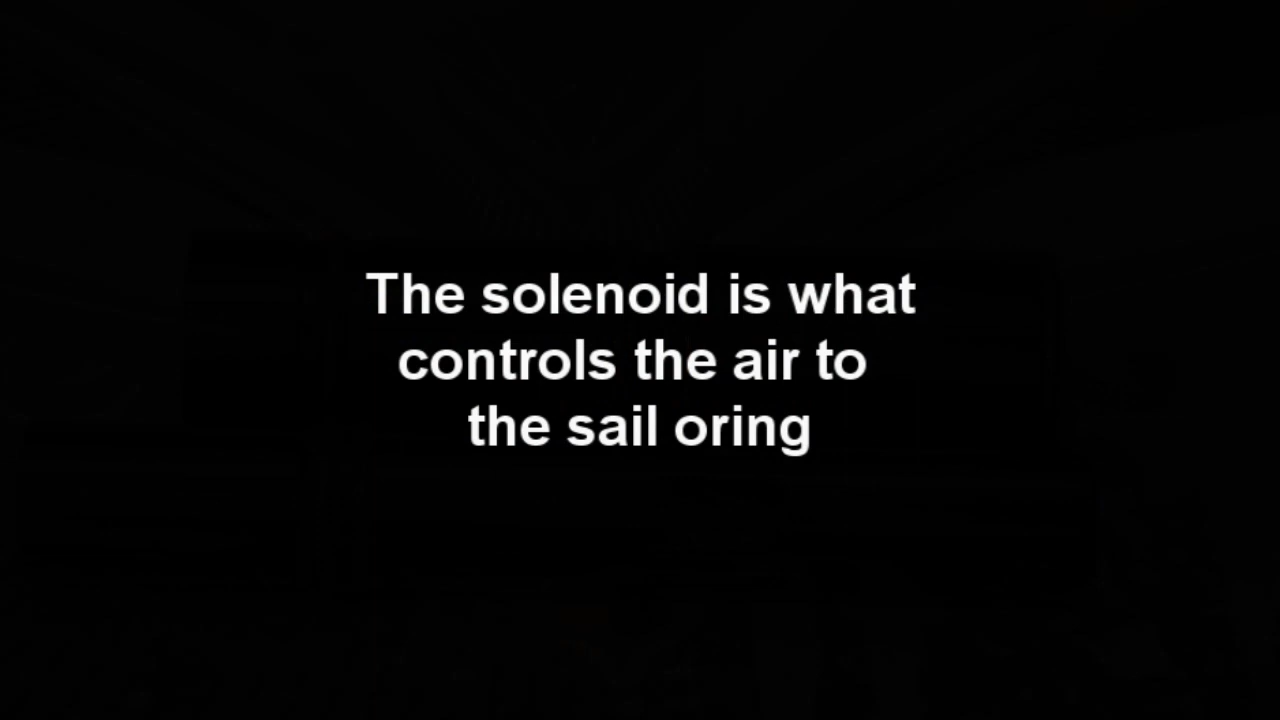 The solenoid is what
controls the air to
the sail oring